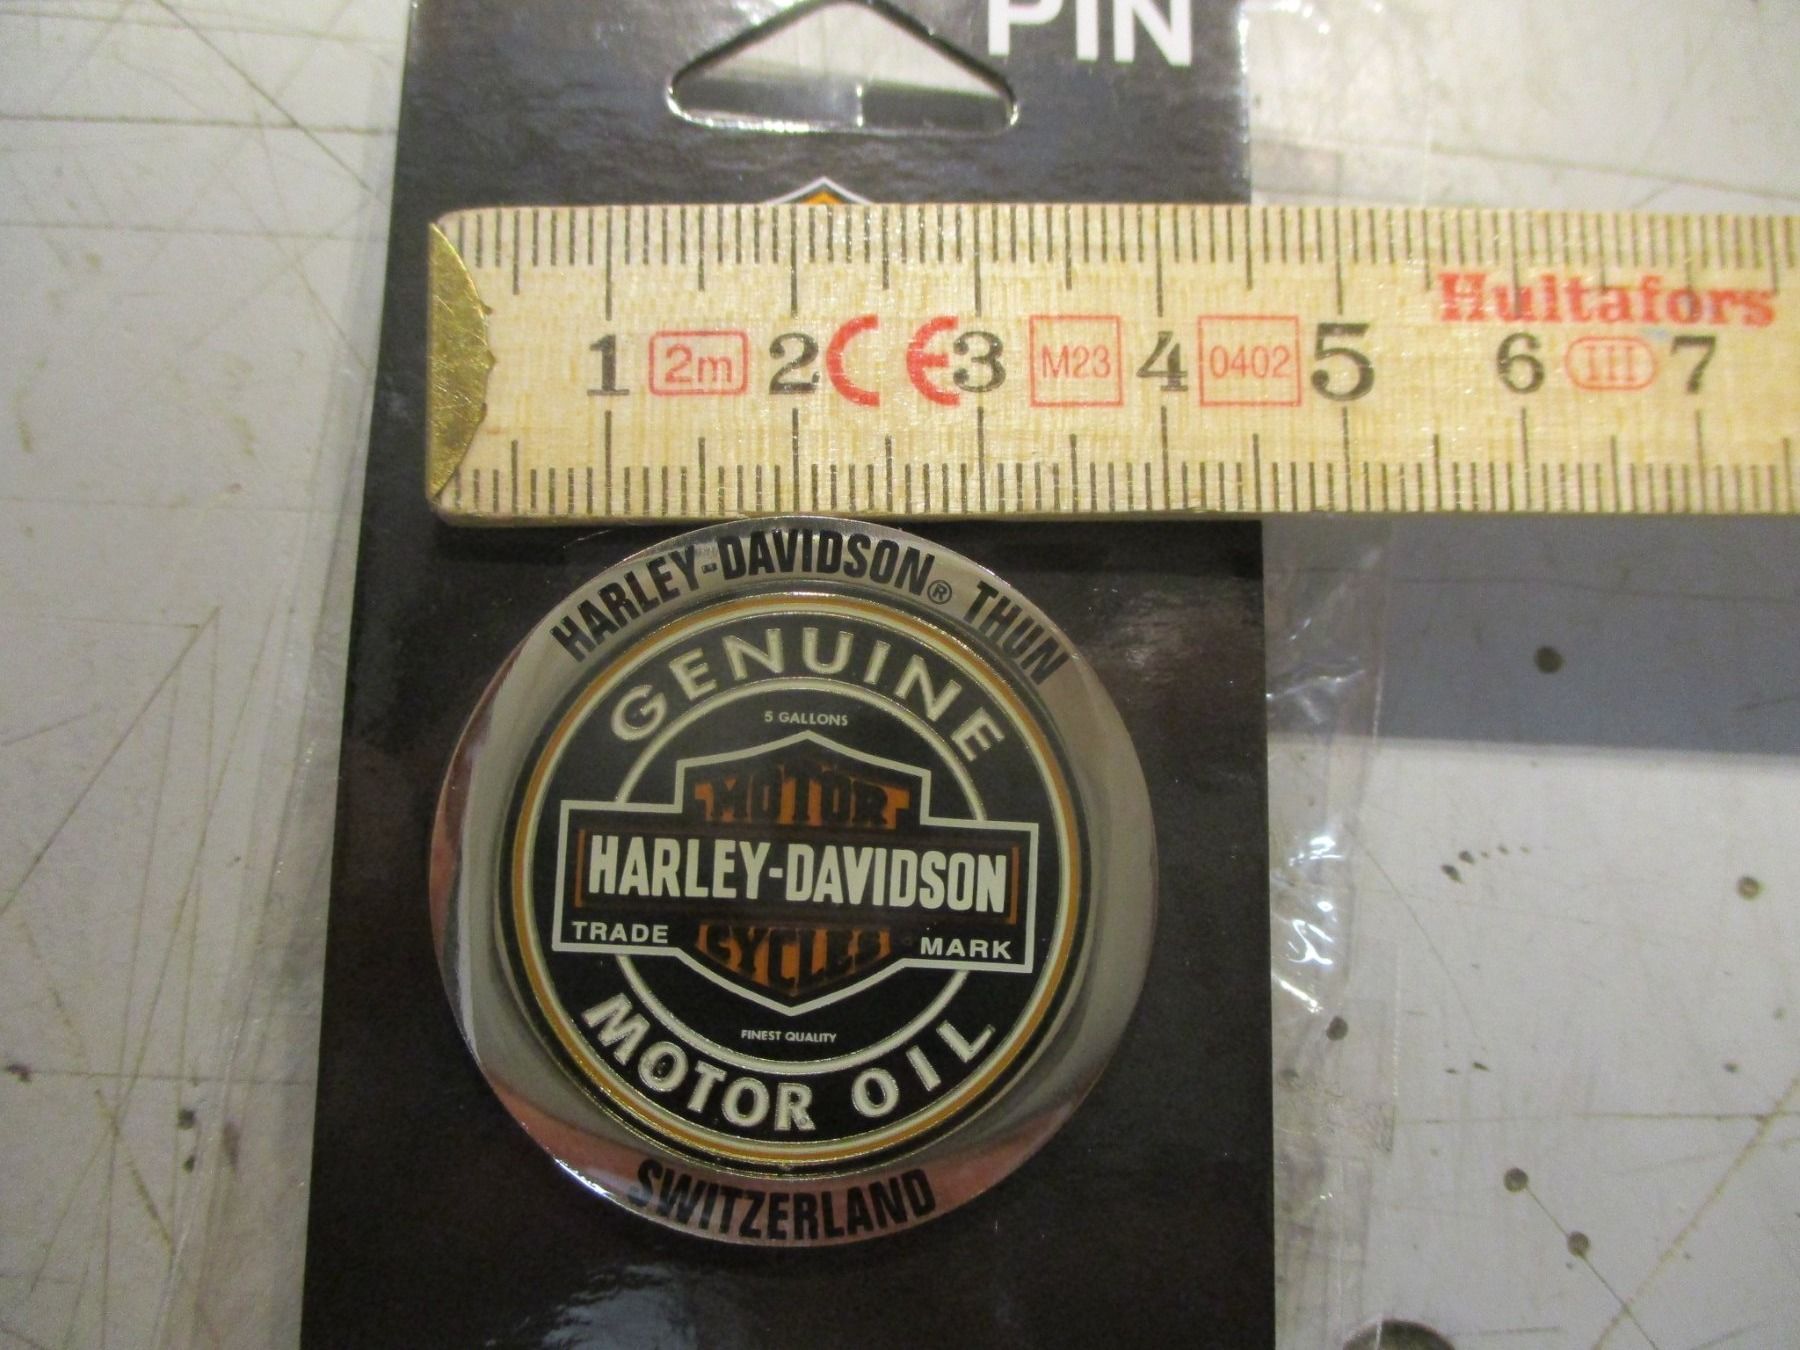 PIN
Hultafors
1 2m 2 CE 3 M23 4 0402 5 6 III 7
HARLEY-DAVIDSON® THUN
GENUINE
5 GALLONS
MOTOR
HARLEY-DAVIDSON
CYCLES
TRADE MARK
FINEST QUALITY
MOTOR OIL
SWITZERLAND